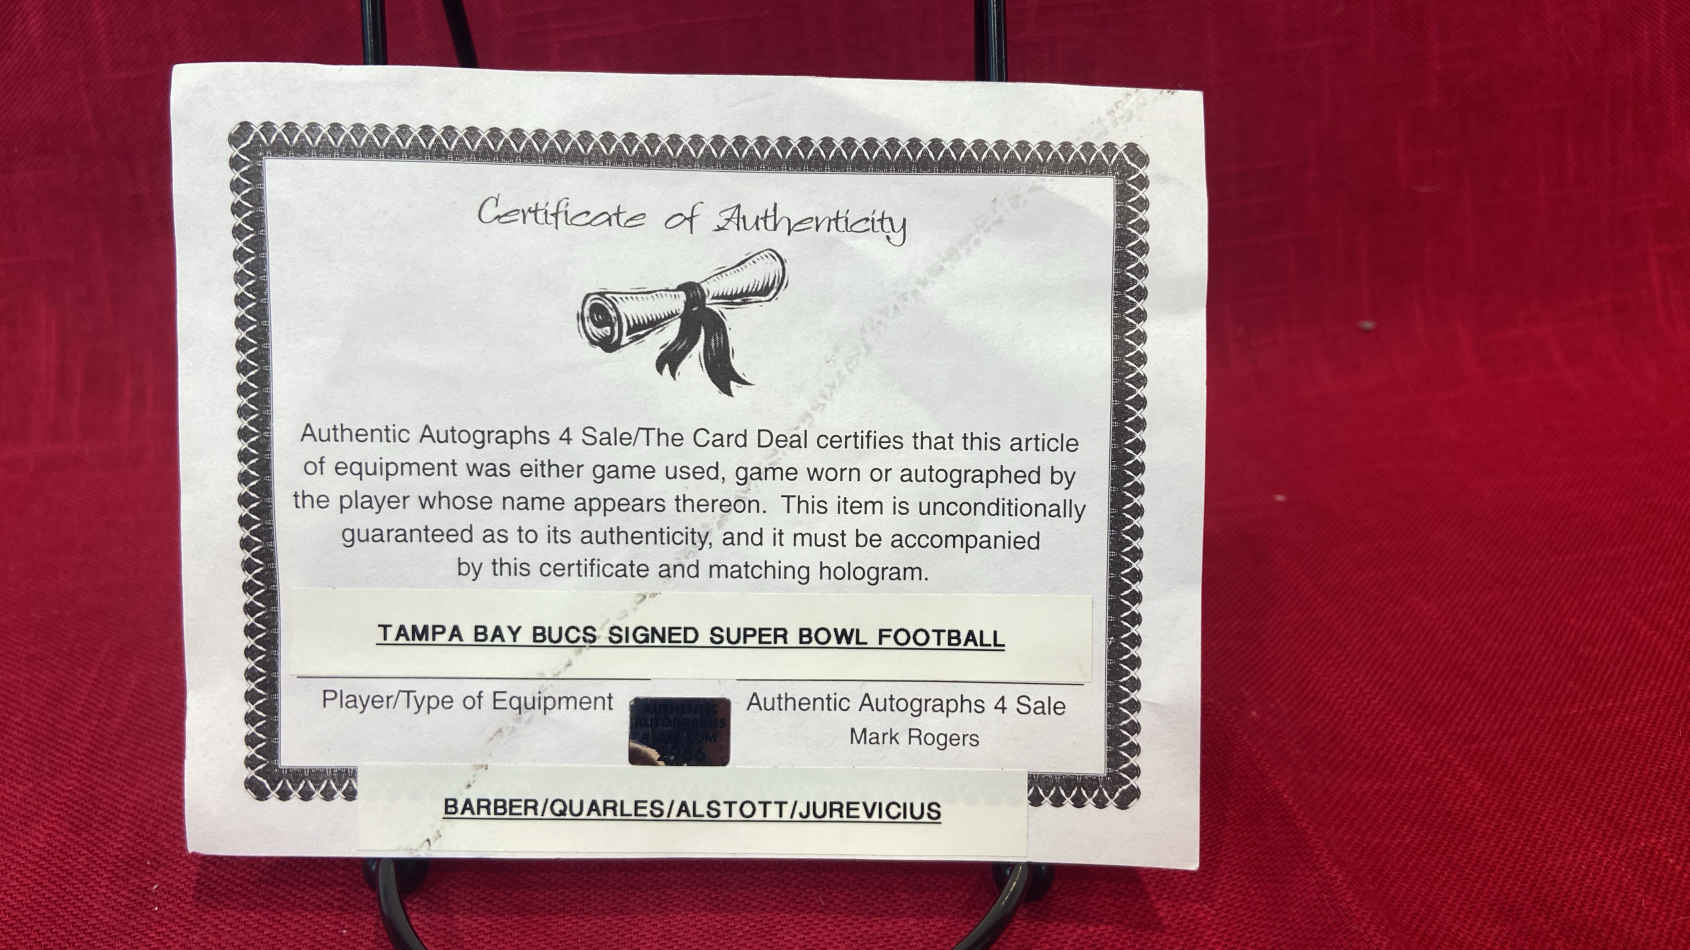 Certificate of Authenticity
Authentic Autographs 4 Sale/The Card Deal certifies that this article
of equipment was either game used, game worn or autographed by
the player whose name appears thereon. This item is unconditionally
guaranteed as to its authenticity, and it must be accompanied
by this certificate and matching hologram.
TAMPA BAY BUCS SIGNED SUPER BOWL FOOTBALL
Player/Type of Equipment
AUTHENTIC
AUTOGRAPHS
Authentic Autographs 4 Sale
Mark Rogers
BARBER/QUARLES/ALSTOTT/JUREVICIUS